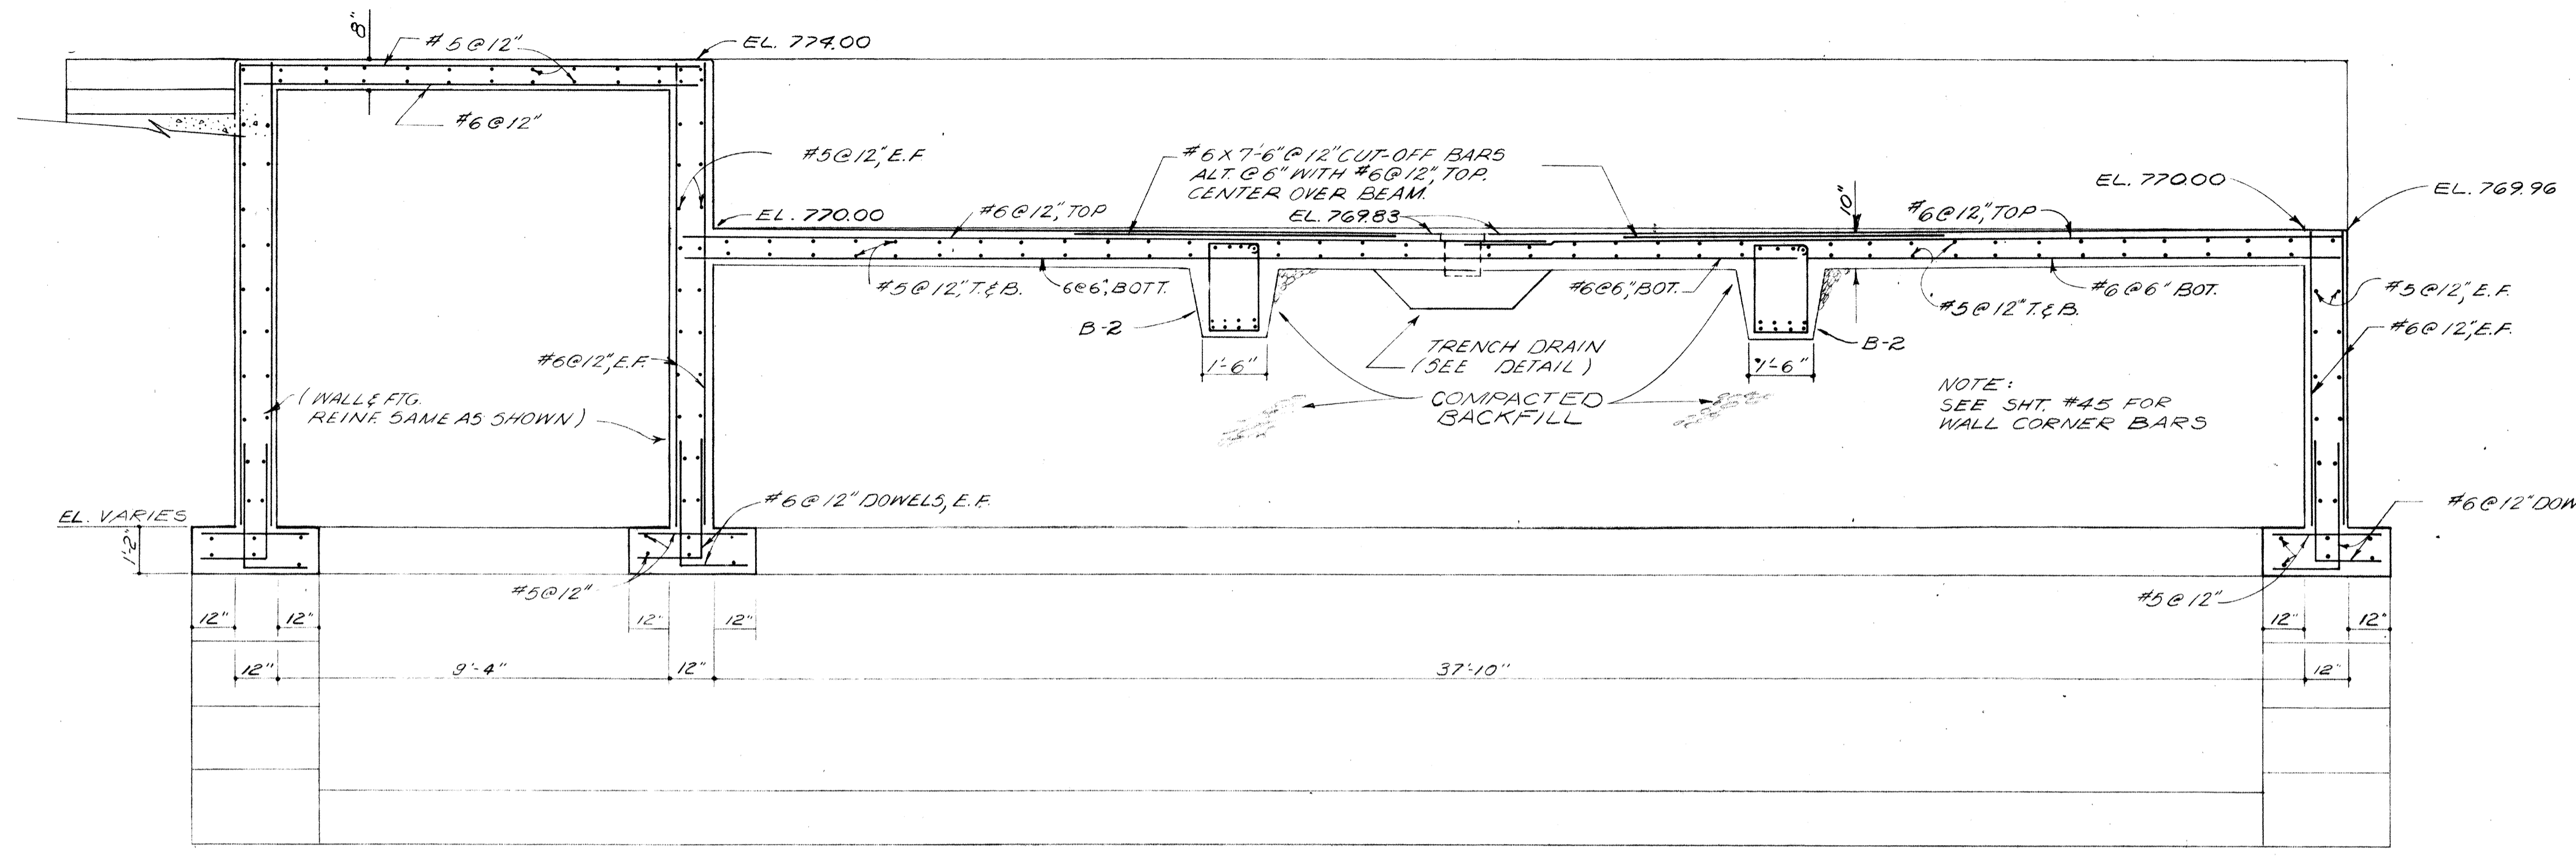 8"
#5@12"
EL. 774.00
#6@12"
#5@12", E.F.
#6X7'-6"@12" CUT-OFF BARS
ALT. @ 6" WITH #6@12", TOP.
CENTER OVER BEAM.
EL. 770.00
EL. 769.96
10"
EL. 770.00
#6@12", TOP
EL. 769.83
#6@12", TOP
#5@12", T.&B.
6@6", BOTT.
#6@6", BOT.
#5@12" T.&B.
#6@6" BOT.
#5@12", E.F.
B-2
B-2
#6@12", E.F.
1'-6"
1'-6"
TRENCH DRAIN
(SEE DETAIL)
#6@12", E.F.
(WALL & FTG.
REINF. SAME AS SHOWN)
COMPACTED
BACKFILL
NOTE:
SEE SHT. #45 FOR
WALL CORNER BARS
#6@12" DOWELS, E.F.
#6@12" DOW
EL. VARIES
1'-2"
#5@12"
#5@12"
12"
12"
12"
12"
12"
12"
12"
9'-4"
12"
37'-10"
12"